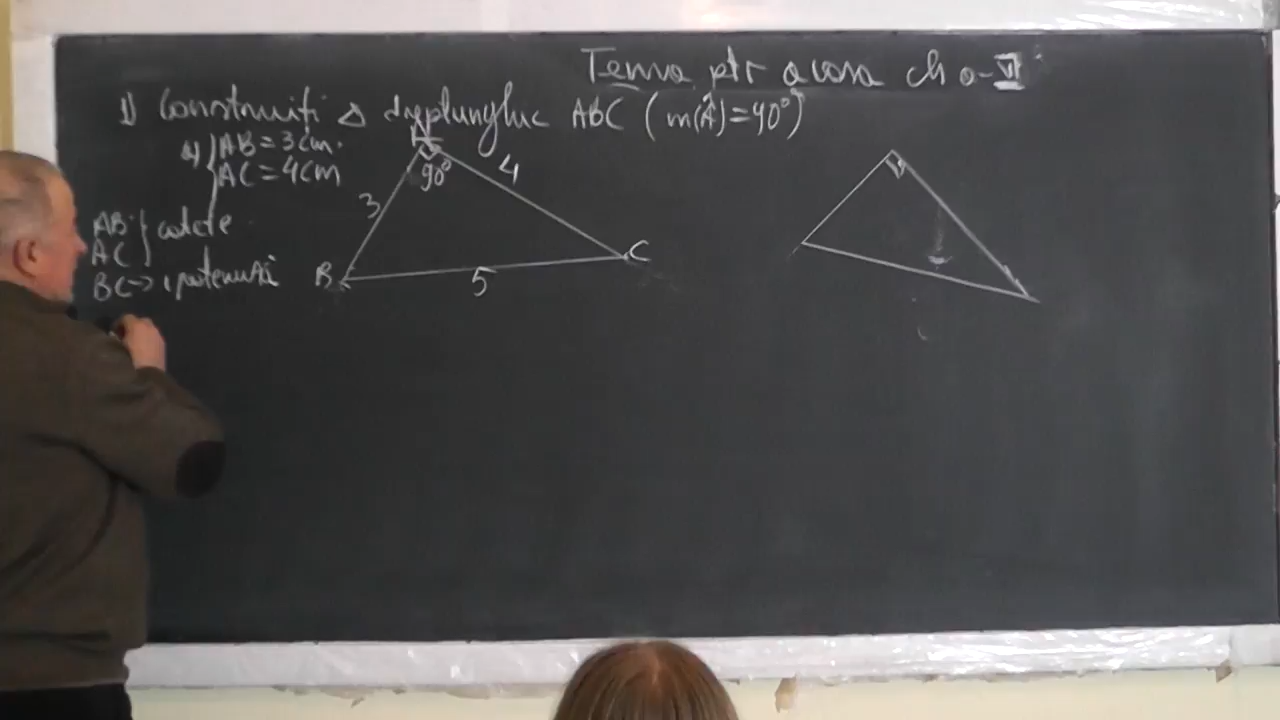 Tema ptr acasa cls a-VI
1) Construiti Δ dreptunghic ABC (m(Â)=90°)
a) AB = 3cm.
AC = 4cm
A
90°
3
4
AB } catete
AC
BC → ipotenuză
B
5
C